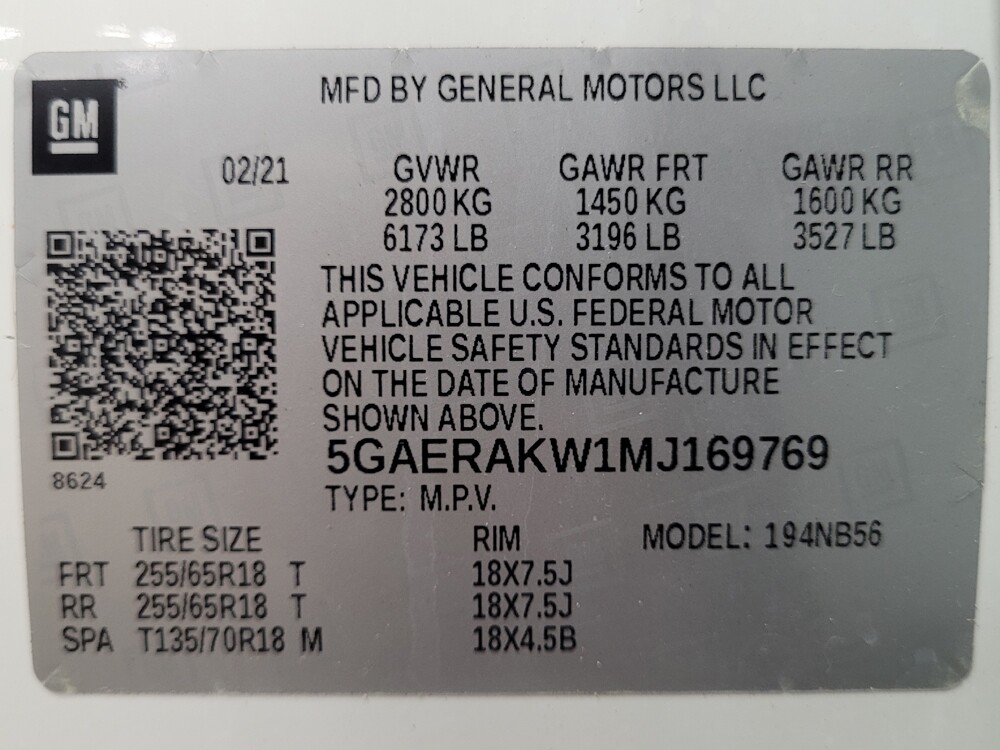 GM
MFD BY GENERAL MOTORS LLC
02/21 GVWR GAWR FRT GAWR RR
2800 KG 1450 KG 1600 KG
6173 LB 3196 LB 3527 LB
THIS VEHICLE CONFORMS TO ALL
APPLICABLE U.S. FEDERAL MOTOR
VEHICLE SAFETY STANDARDS IN EFFECT
ON THE DATE OF MANUFACTURE
SHOWN ABOVE.
5GAERAKW1MJ169769
8624
TYPE: M.P.V.
TIRE SIZE RIM MODEL: 194NB56
FRT 255/65R18 T 18X7.5J
RR 255/65R18 T 18X7.5J
SPA T135/70R18 M 18X4.5B